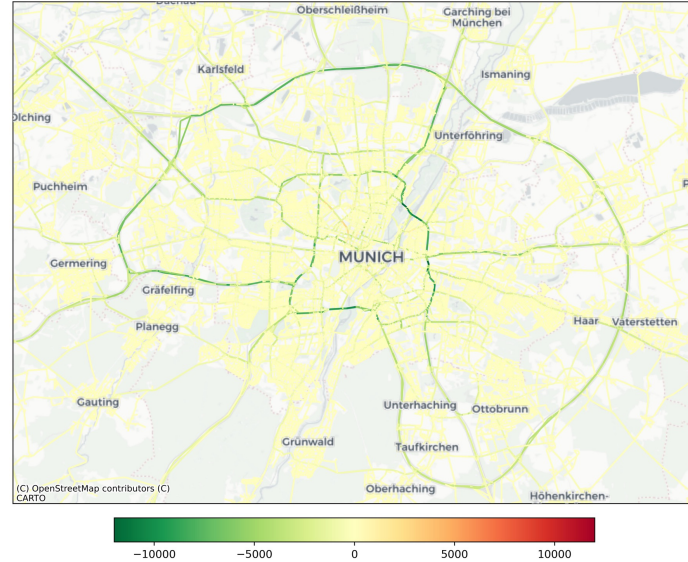 Oberschleißheim
Garching bei
München
Karlsfeld
Ismaning
Unterföhring
Puchheim
MUNICH
Germering
Gräfelfing
Planegg
Haar
Vaterstetten
Gauting
Unterhaching
Ottobrunn
Grünwald
Taufkirchen
Oberhaching
Höhenkirchen-
(C) OpenStreetMap contributors (C)
CARTO
−10000 −5000 0 5000 10000